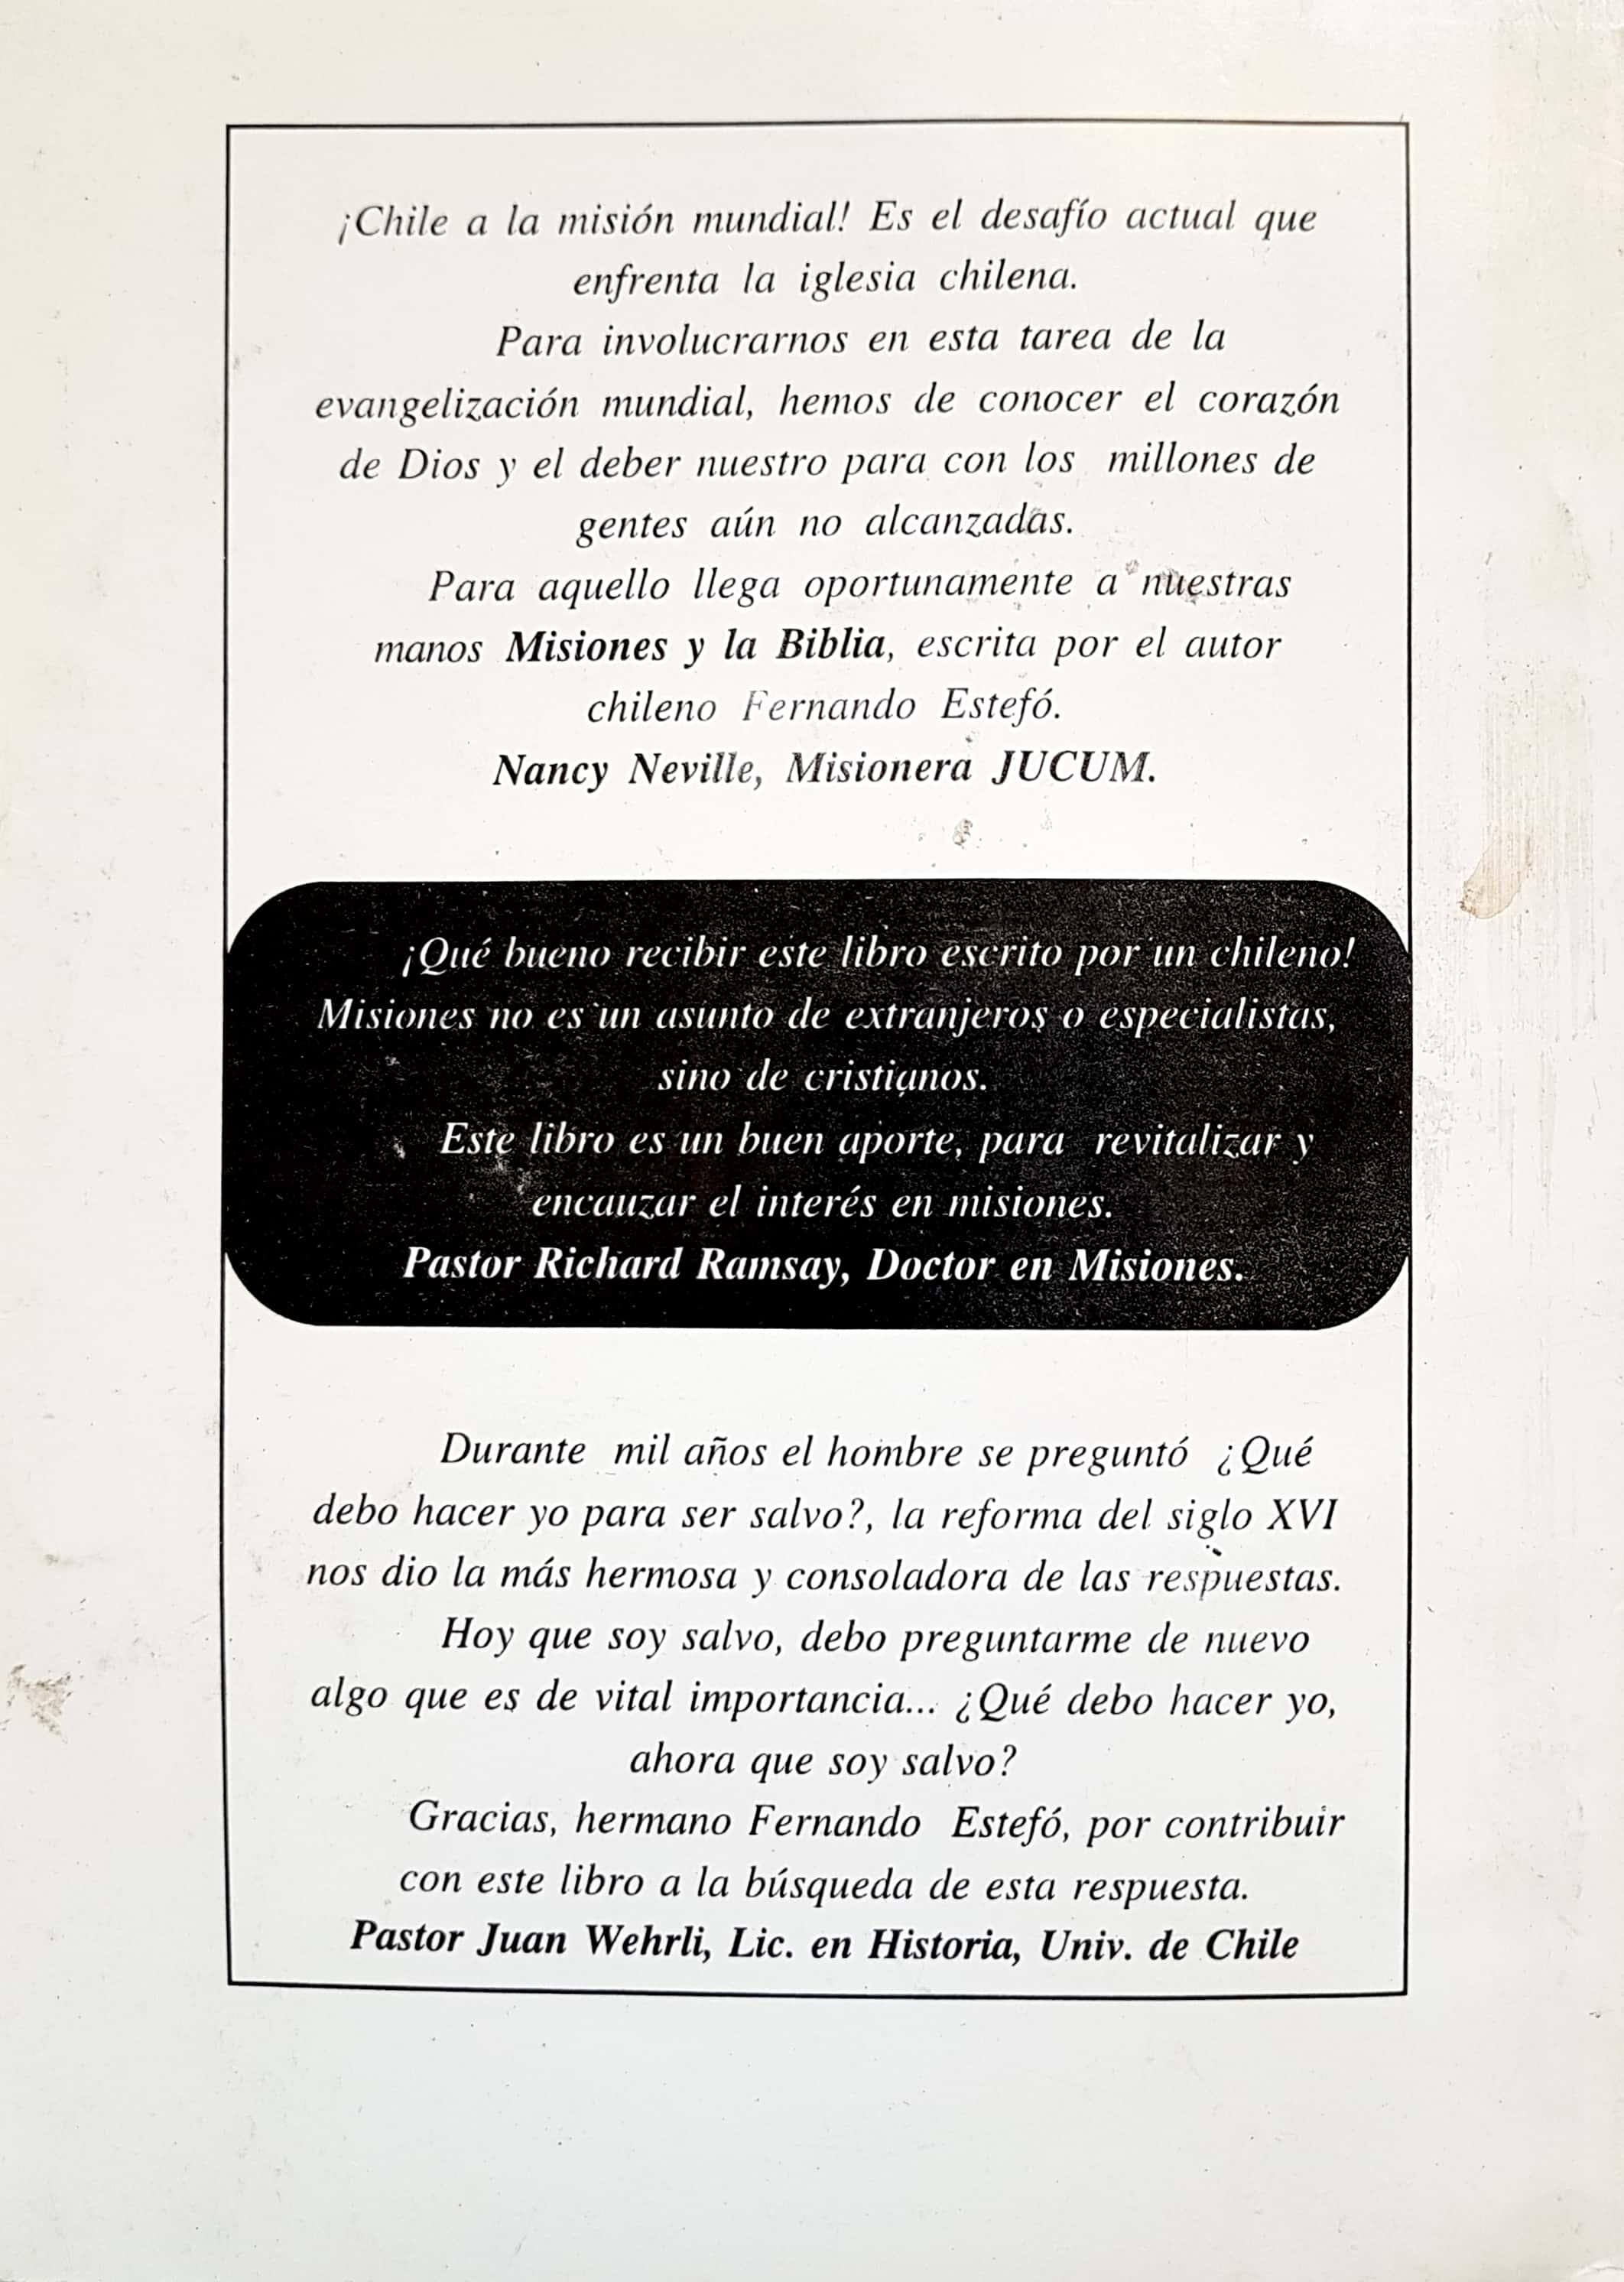 ¡Chile a la misión mundial! Es el desafío actual que
enfrenta la iglesia chilena.
Para involucrarnos en esta tarea de la
evangelización mundial, hemos de conocer el corazón
de Dios y el deber nuestro para con los millones de
gentes aún no alcanzadas.
Para aquello llega oportunamente a nuestras
manos Misiones y la Biblia, escrita por el autor
chileno Fernando Estefó.
Nancy Neville, Misionera JUCUM.
¡Qué bueno recibir este libro escrito por un chileno!
Misiones no es un asunto de extranjeros o especialistas,
sino de cristianos.
Este libro es un buen aporte, para revitalizar y
encauzar el interés en misiones.
Pastor Richard Ramsay, Doctor en Misiones.
Durante mil años el hombre se preguntó ¿Qué
debo hacer yo para ser salvo?, la reforma del siglo XVI
nos dio la más hermosa y consoladora de las respuestas.
Hoy que soy salvo, debo preguntarme de nuevo
algo que es de vital importancia... ¿Qué debo hacer yo,
ahora que soy salvo?
Gracias, hermano Fernando Estefó, por contribuir
con este libro a la búsqueda de esta respuesta.
Pastor Juan Wehrli, Lic. en Historia, Univ. de Chile